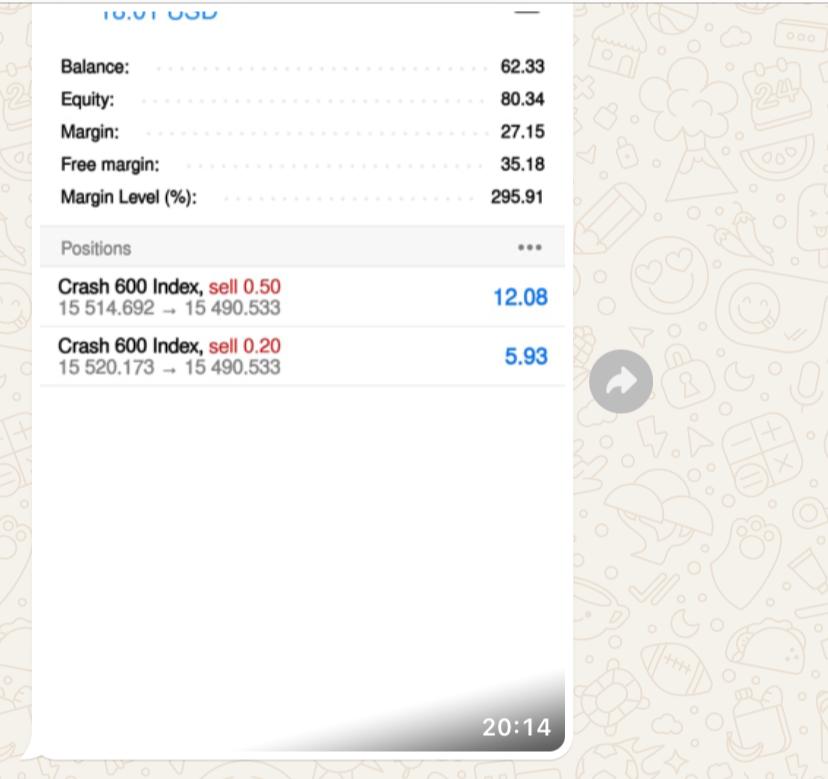 18.01 USD
Balance: 62.33
Equity: 80.34
Margin: 27.15
Free margin: 35.18
Margin Level (%): 295.91
Positions
Crash 600 Index, sell 0.50 12.08
15 514.692 → 15 490.533
Crash 600 Index, sell 0.20 5.93
15 520.173 → 15 490.533
20:14
24